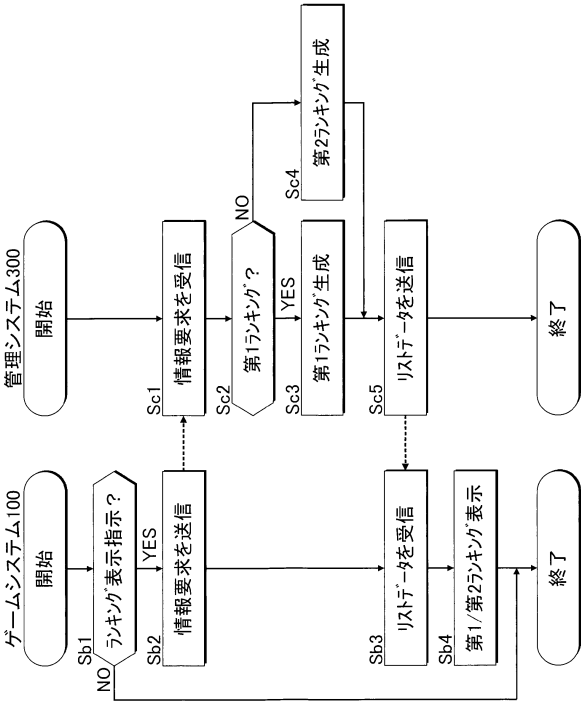 ゲームシステム100
開始
Sb1
ランキング表示指示?
NO
YES
Sb2
情報要求を送信
Sb3
リストデータを受信
Sb4
第1/第2ランキング表示
終了
管理システム300
開始
Sc1
情報要求を受信
Sc2
第1ランキング?
NO
YES
Sc3
第1ランキング生成
Sc4
第2ランキング生成
Sc5
リストデータを送信
終了